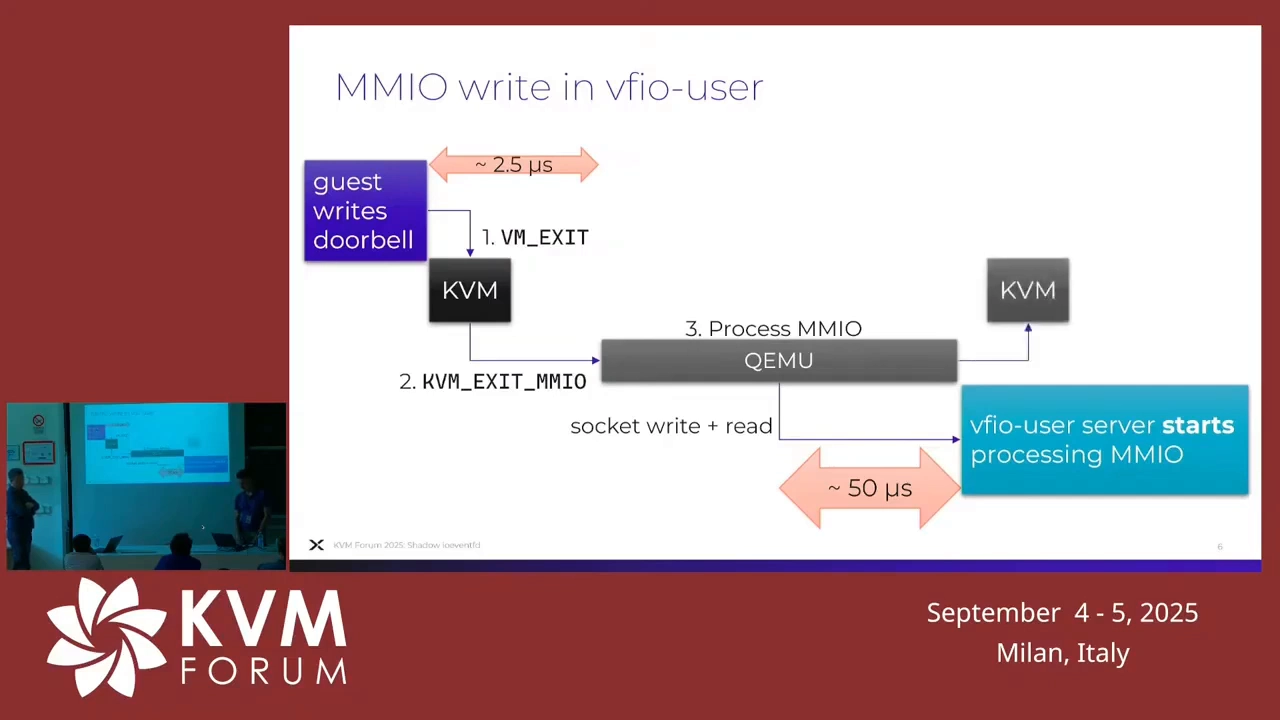 MMIO write in vfio-user
~ 2.5 µs
guest
writes
doorbell
1. VM_EXIT
KVM
KVM
3. Process MMIO
QEMU
2. KVM_EXIT_MMIO
socket write + read
vfio-user server starts
processing MMIO
~ 50 µs
KVM Forum 2025: Shadow ioeventfd
6
KVM
FORUM
September 4 - 5, 2025
Milan, Italy